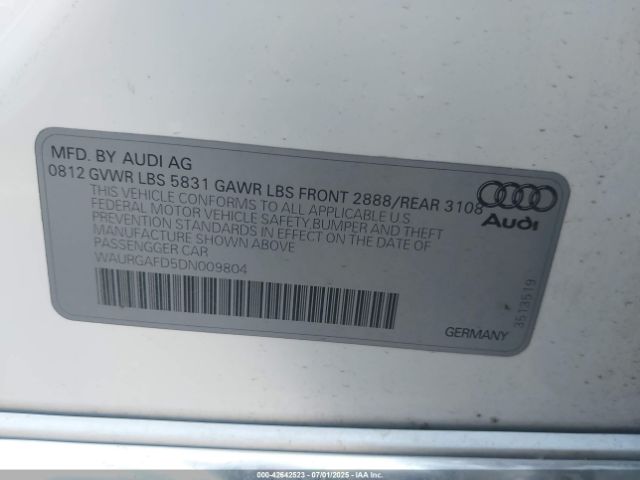 MFD. BY AUDI AG
0812 GVWR LBS 5831 GAWR LBS FRONT 2888/REAR 3108
THIS VEHICLE CONFORMS TO ALL APPLICABLE U.S.
FEDERAL MOTOR VEHICLE SAFETY,BUMPER AND THEFT
PREVENTION STANDARDS IN EFFECT ON THE DATE OF
MANUFACTURE SHOWN ABOVE
PASSENGGER CAR
WAURGAFD5DN009804
Audi
GERMANY
3513519
000-42642523 - 07/01/2025 - IAA Inc.